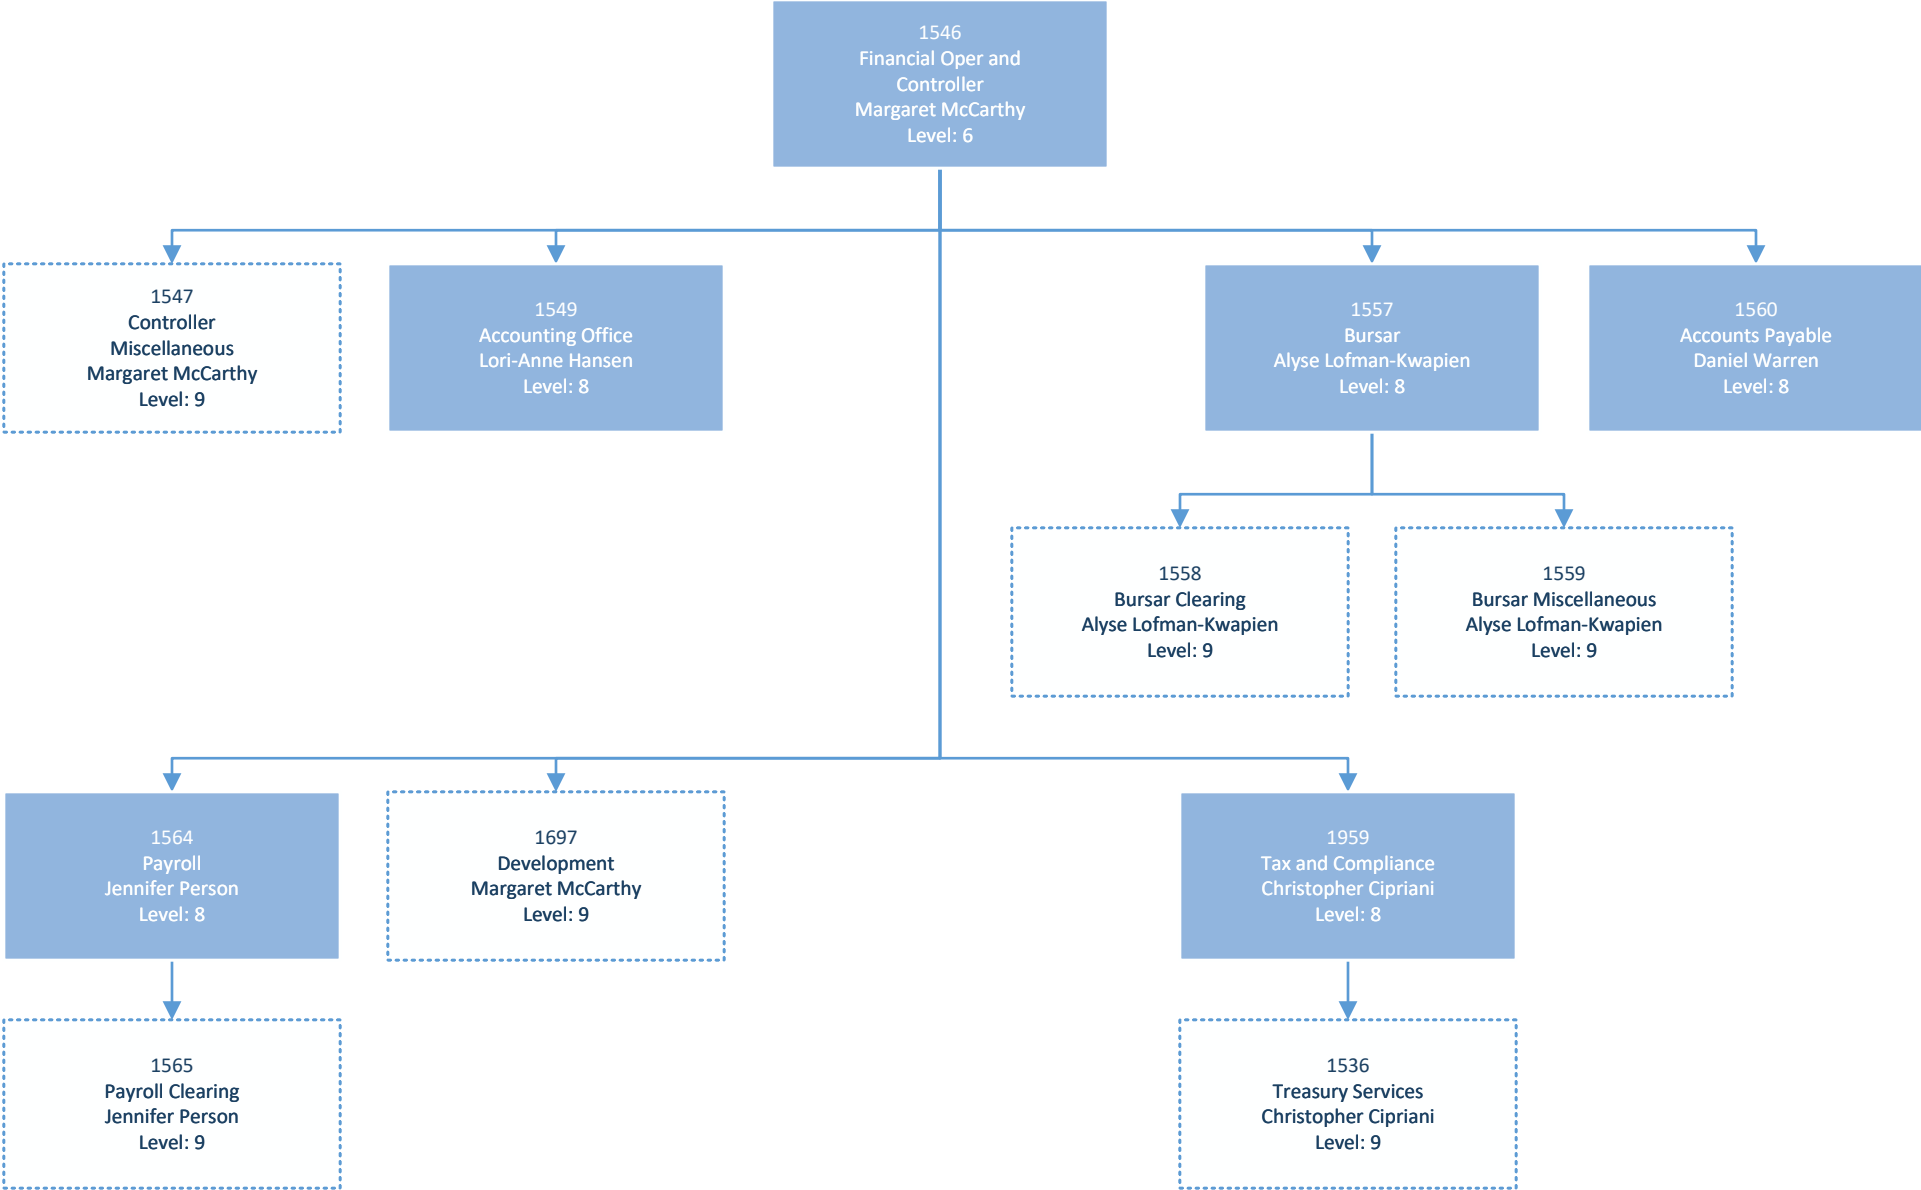 1546
Financial Oper and
Controller
Margaret McCarthy
Level: 6
1547
Controller
Miscellaneous
Margaret McCarthy
Level: 9
1549
Accounting Office
Lori-Anne Hansen
Level: 8
1557
Bursar
Alyse Lofman-Kwapien
Level: 8
1560
Accounts Payable
Daniel Warren
Level: 8
1558
Bursar Clearing
Alyse Lofman-Kwapien
Level: 9
1559
Bursar Miscellaneous
Alyse Lofman-Kwapien
Level: 9
1564
Payroll
Jennifer Person
Level: 8
1697
Development
Margaret McCarthy
Level: 9
1959
Tax and Compliance
Christopher Cipriani
Level: 8
1565
Payroll Clearing
Jennifer Person
Level: 9
1536
Treasury Services
Christopher Cipriani
Level: 9